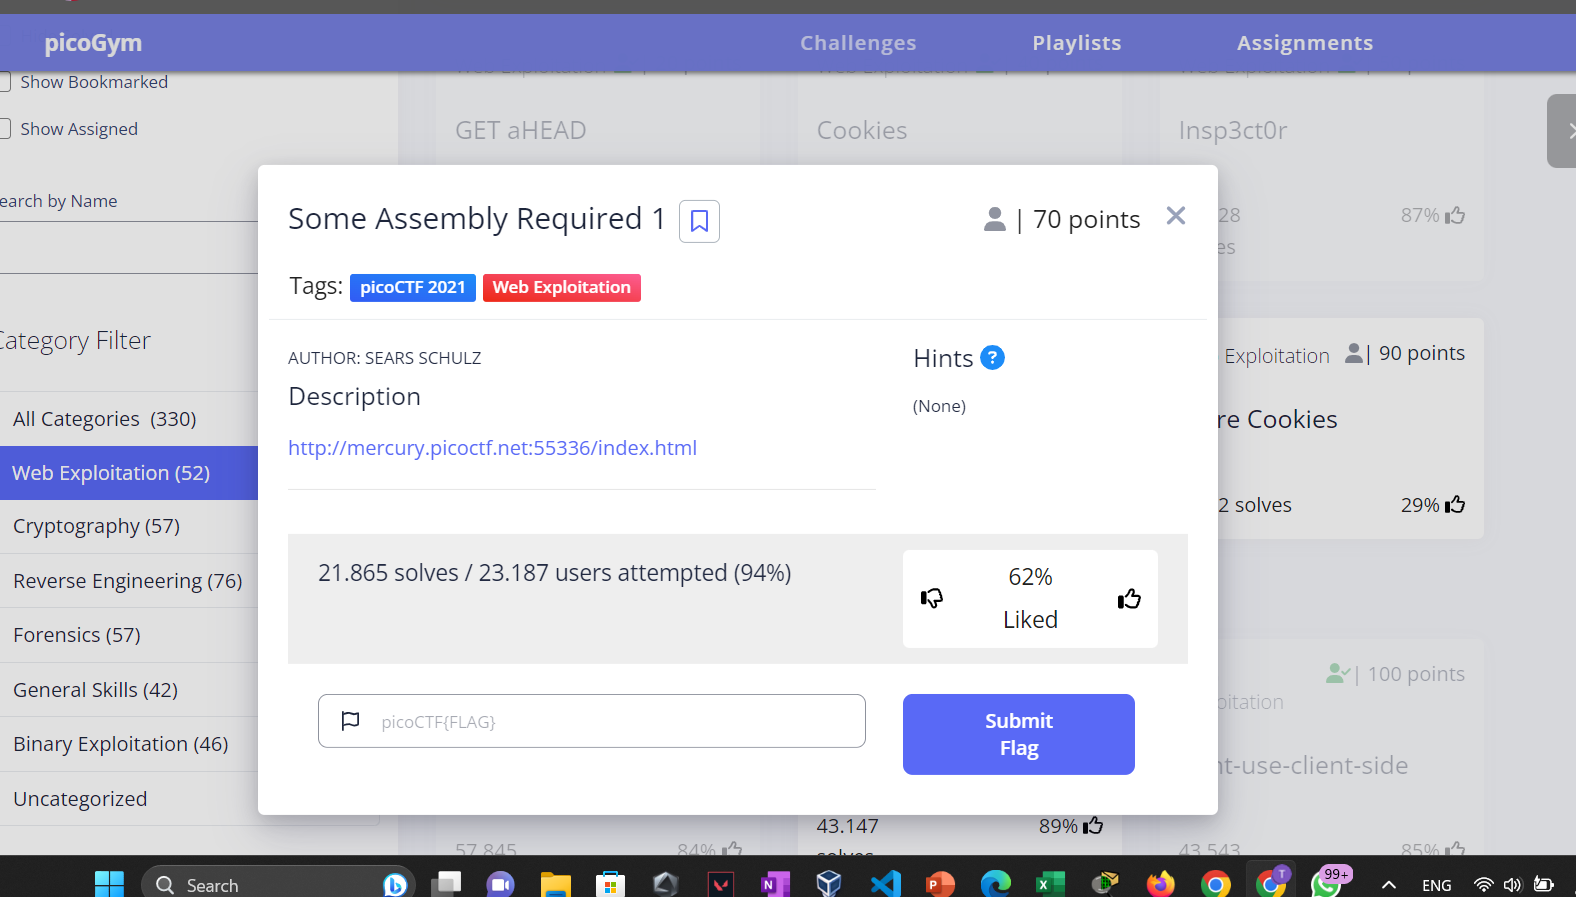 picoGym
Challenges
Playlists
Assignments
Show Bookmarked
Show Assigned
earch by Name
Category Filter
All Categories (330)
Web Exploitation (52)
Cryptography (57)
Reverse Engineering (76)
Forensics (57)
General Skills (42)
Binary Exploitation (46)
Uncategorized
GET aHEAD
Cookies
Insp3ct0r
28
87%
es
Some Assembly Required 1
| 70 points
Tags: picoCTF 2021 Web Exploitation
AUTHOR: SEARS SCHULZ
Description
http://mercury.picoctf.net:55336/index.html
Hints ?
(None)
21.865 solves / 23.187 users attempted (94%)
62%
Liked
picoCTF{FLAG}
Submit
Flag
Exploitation | 90 points
re Cookies
2 solves
29%
| 100 points
oitation
nt-use-client-side
57.845
84%
43.147
89%
solves
43.543
85%
Search
99+
T
ENG